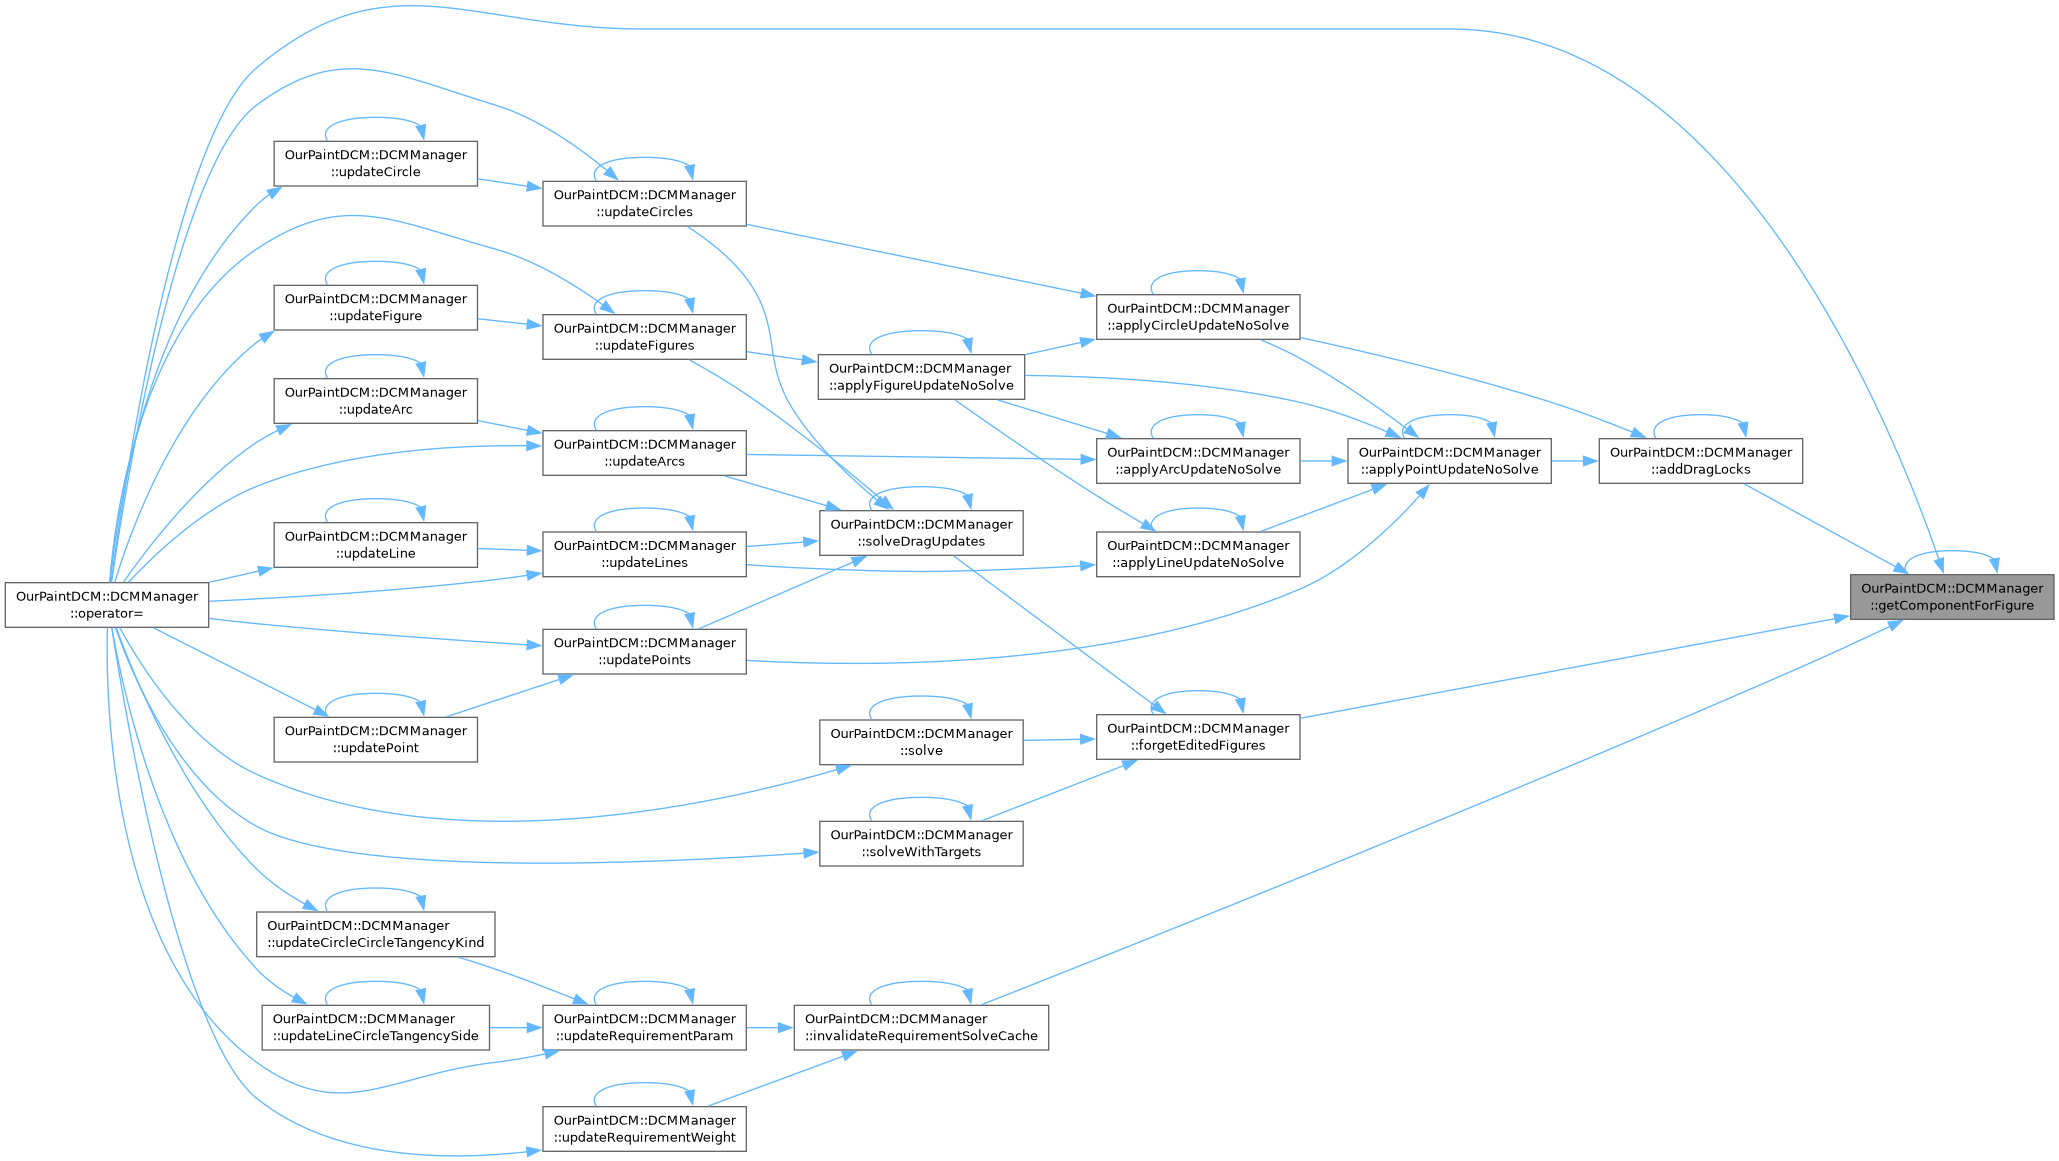 OurPaintDCM::DCMManager
::updateCircle
OurPaintDCM::DCMManager
::updateCircles
OurPaintDCM::DCMManager
::updateFigure
OurPaintDCM::DCMManager
::updateFigures
OurPaintDCM::DCMManager
::applyCircleUpdateNoSolve
OurPaintDCM::DCMManager
::applyFigureUpdateNoSolve
OurPaintDCM::DCMManager
::updateArc
OurPaintDCM::DCMManager
::updateArcs
OurPaintDCM::DCMManager
::applyArcUpdateNoSolve
OurPaintDCM::DCMManager
::applyPointUpdateNoSolve
OurPaintDCM::DCMManager
::addDragLocks
OurPaintDCM::DCMManager
::solveDragUpdates
OurPaintDCM::DCMManager
::updateLine
OurPaintDCM::DCMManager
::updateLines
OurPaintDCM::DCMManager
::applyLineUpdateNoSolve
OurPaintDCM::DCMManager
::operator=
OurPaintDCM::DCMManager
::getComponentForFigure
OurPaintDCM::DCMManager
::updatePoints
OurPaintDCM::DCMManager
::updatePoint
OurPaintDCM::DCMManager
::solve
OurPaintDCM::DCMManager
::forgetEditedFigures
OurPaintDCM::DCMManager
::solveWithTargets
OurPaintDCM::DCMManager
::updateCircleCircleTangencyKind
OurPaintDCM::DCMManager
::updateLineCircleTangencySide
OurPaintDCM::DCMManager
::updateRequirementParam
OurPaintDCM::DCMManager
::invalidateRequirementSolveCache
OurPaintDCM::DCMManager
::updateRequirementWeight